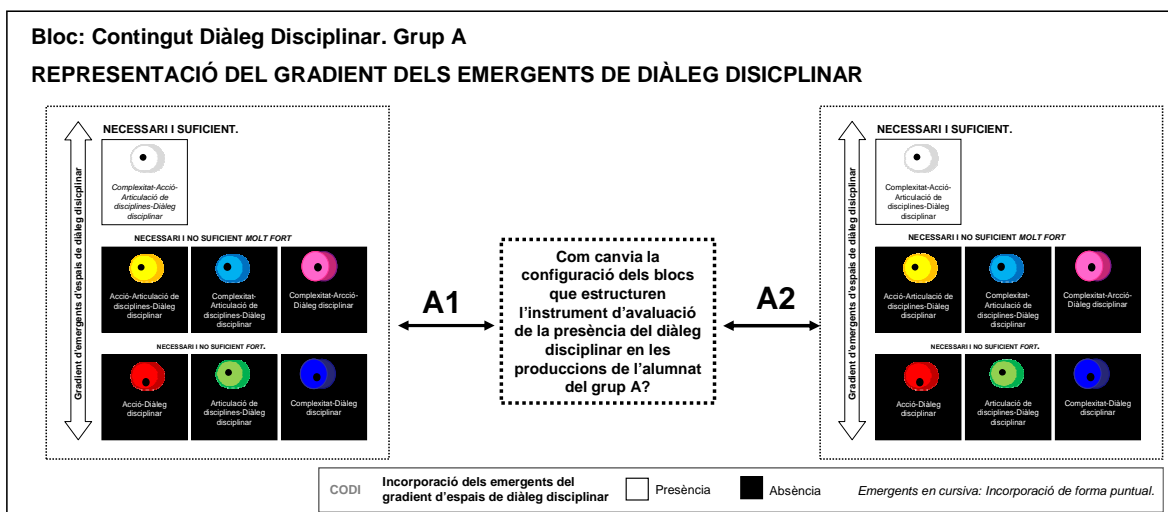 Bloc: Contingut Diàleg Disciplinar. Grup A
REPRESENTACIÓ DEL GRADIENT DELS EMERGENTS DE DIÀLEG DISICPLINAR
Gradient d'emergents d'espais de diàleg disicplinar
NECESSARI I SUFICIENT.
Complexitat-Acció-
Articulació de
disciplines-Diàleg
disciplinar
NECESSARI I NO SUFICIENT MOLT FORT
Acció-Articulació de
disciplines-Diàleg
disciplinar
Complexitat-
Articulació de
disciplines-Diàleg
disciplinar
Complexitat-Arcció-
Diàleg disciplinar
NECESSARI I NO SUFICIENT FORT.
Acció-Diàleg
disciplinar
Articulació de
disciplines-Diàleg
disciplinar
Complexitat-Diàleg
disciplinar
A1
Com canvia la
configuració dels blocs
que estructuren
l'instrument d'avaluació
de la presència del diàleg
disciplinar en les
produccions de l'alumnat
del grup A?
A2
Gradient d'emergents d'espais de diàleg disicplinar
NECESSARI I SUFICIENT.
Complexitat-Acció-
Articulació de
disciplines-Diàleg
disciplinar
NECESSARI I NO SUFICIENT MOLT FORT
Acció-Articulació de
disciplines-Diàleg
disciplinar
Complexitat-
Articulació de
disciplines-Diàleg
disciplinar
Complexitat-Arcció-
Diàleg disciplinar
NECESSARI I NO SUFICIENT FORT.
Acció-Diàleg
disciplinar
Articulació de
disciplines-Diàleg
disciplinar
Complexitat-Diàleg
disciplinar
CODI
Incorporació dels emergents del
gradient d'espais de diàleg disciplinar
Presència
Absència
Emergents en cursiva: Incorporació de forma puntual.